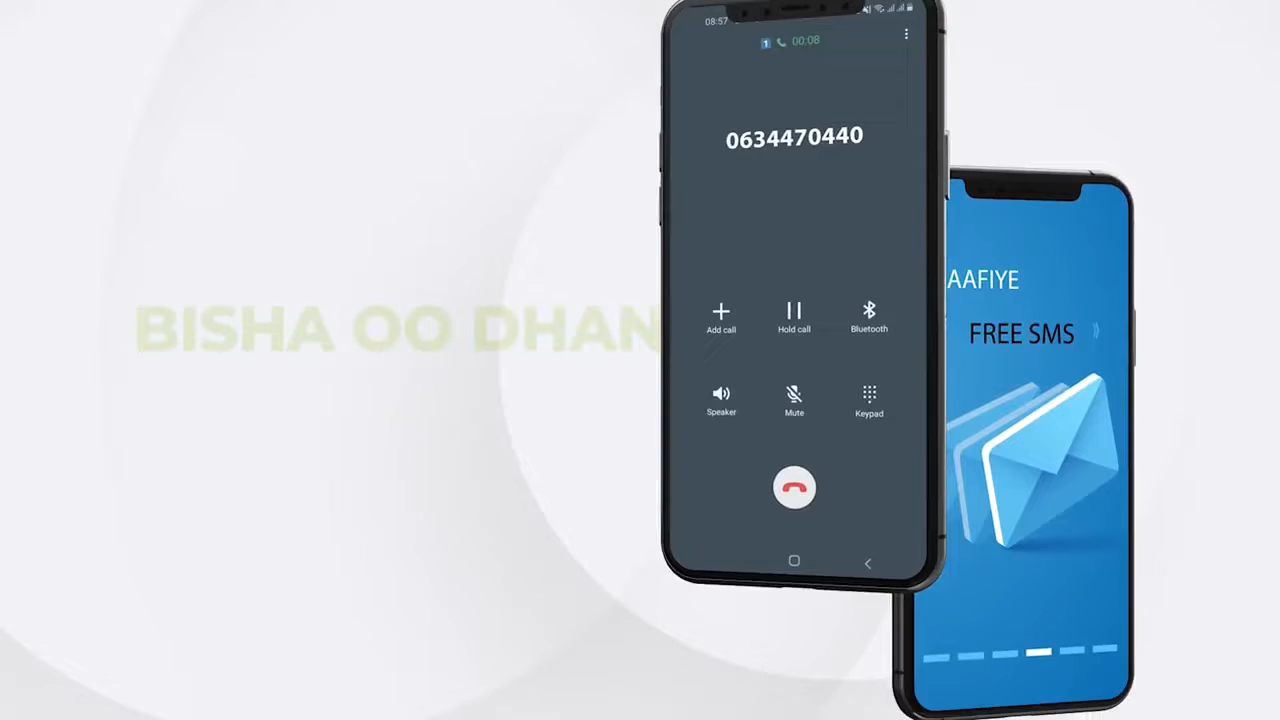 08:57
1 00:08
0634470440
Add call
Hold call
Bluetooth
Speaker
Mute
Keypad
BISHA OO DHAN
AAFIYE
FREE SMS